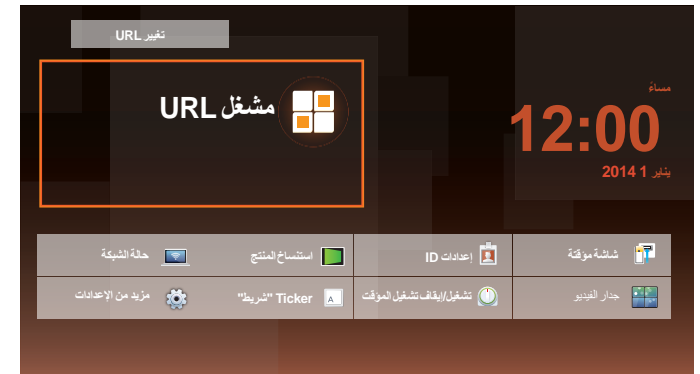 تغيير URL
مشغل URL
مساءً
12:00
يناير 1 2014
شاشة مؤقتة
إعدادات ID
استنساخ المنتج
حالة الشبكة
جدار الفيديو
تشغيل/إيقاف تشغيل المؤقت
Ticker "شريط"
مزيد من الإعدادات